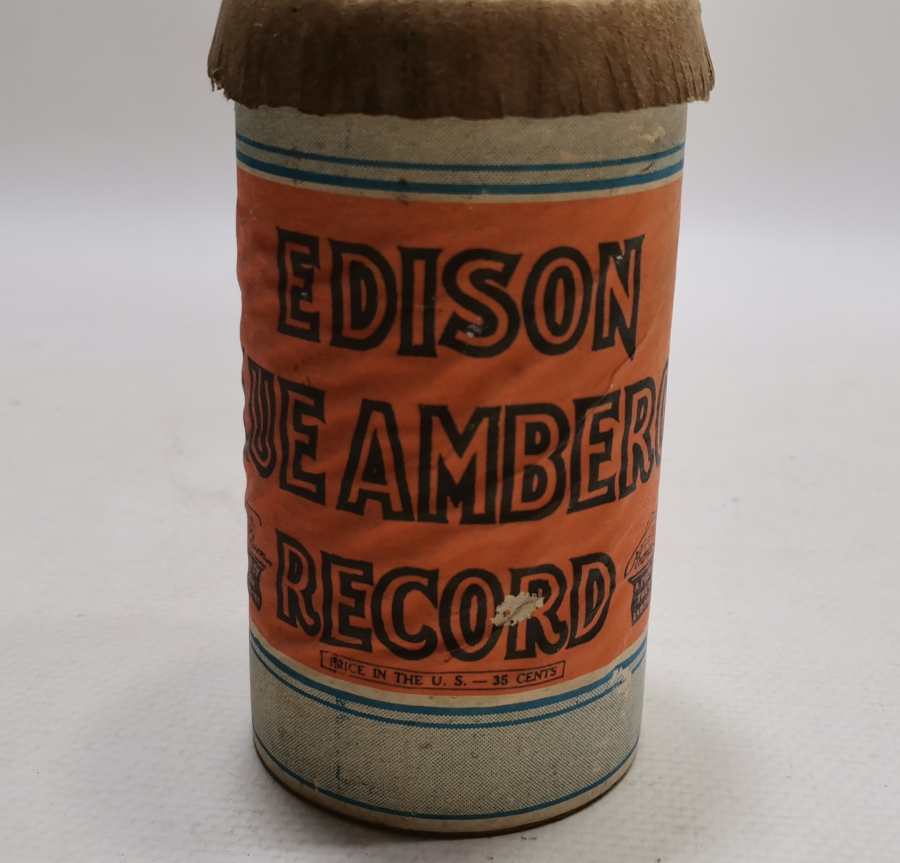 EDISON
UE AMBERO
RECORD
PRICE IN THE U. S. — 35 CENTS